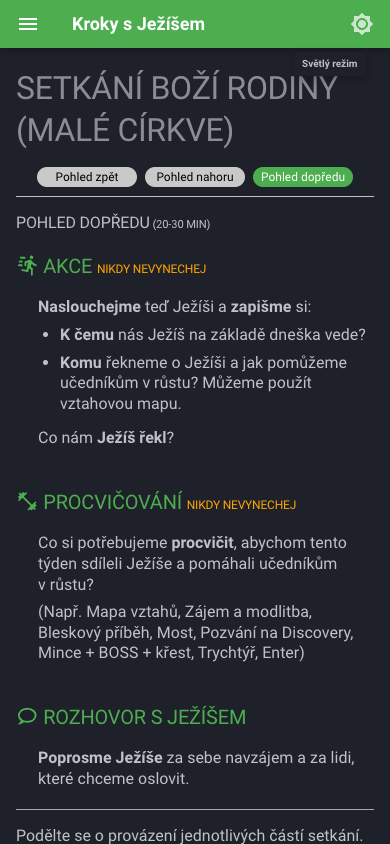 Kroky s Ježíšem
Světlý režim
SETKÁNÍ BOŽÍ RODINY
(MALÉ CÍRKVE)
Pohled zpět
Pohled nahoru
Pohled dopředu
POHLED DOPŘEDU (20-30 MIN)
AKCE NIKDY NEVYNECHEJ
Naslouchejme teď Ježíši a zapišme si:
• K čemu nás Ježíš na základě dneška vede?
• Komu řekneme o Ježíši a jak pomůžeme
učedníkům v růstu? Můžeme použít
vztahovou mapu.
Co nám Ježíš řekl?
PROCVIČOVÁNÍ NIKDY NEVYNECHEJ
Co si potřebujeme procvičit, abychom tento
týden sdíleli Ježíše a pomáhali učedníkům
v růstu?
(Např. Mapa vztahů, Zájem a modlitba,
Bleskový příběh, Most, Pozvání na Discovery,
Mince + BOSS + křest, Trychtýř, Enter)
ROZHOVOR S JEŽÍŠEM
Poprosme Ježíše za sebe navzájem a za lidi,
které chceme oslovit.
Podělte se o provázení jednotlivých částí setkání.